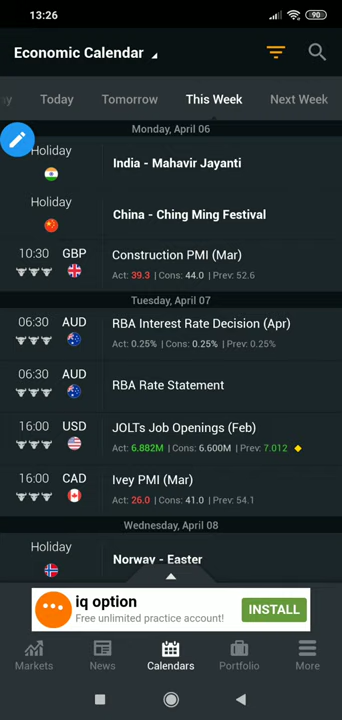 13:26
90
Economic Calendar
Today Tomorrow This Week Next Week
Monday, April 06
Holiday
India - Mahavir Jayanti
Holiday
China - Ching Ming Festival
10:30 GBP Construction PMI (Mar)
Act: 39.3 | Cons: 44.0 | Prev: 52.6
Tuesday, April 07
06:30 AUD RBA Interest Rate Decision (Apr)
Act: 0.25% | Cons: 0.25% | Prev: 0.25%
06:30 AUD
RBA Rate Statement
16:00 USD JOLTs Job Openings (Feb)
Act: 6.882M | Cons: 6.600M | Prev: 7.012
16:00 CAD Ivey PMI (Mar)
Act: 26.0 | Cons: 41.0 | Prev: 54.1
Wednesday, April 08
Holiday
Norway - Easter
iq option
Free unlimited practice account!
INSTALL
Markets News Calendars Portfolio More